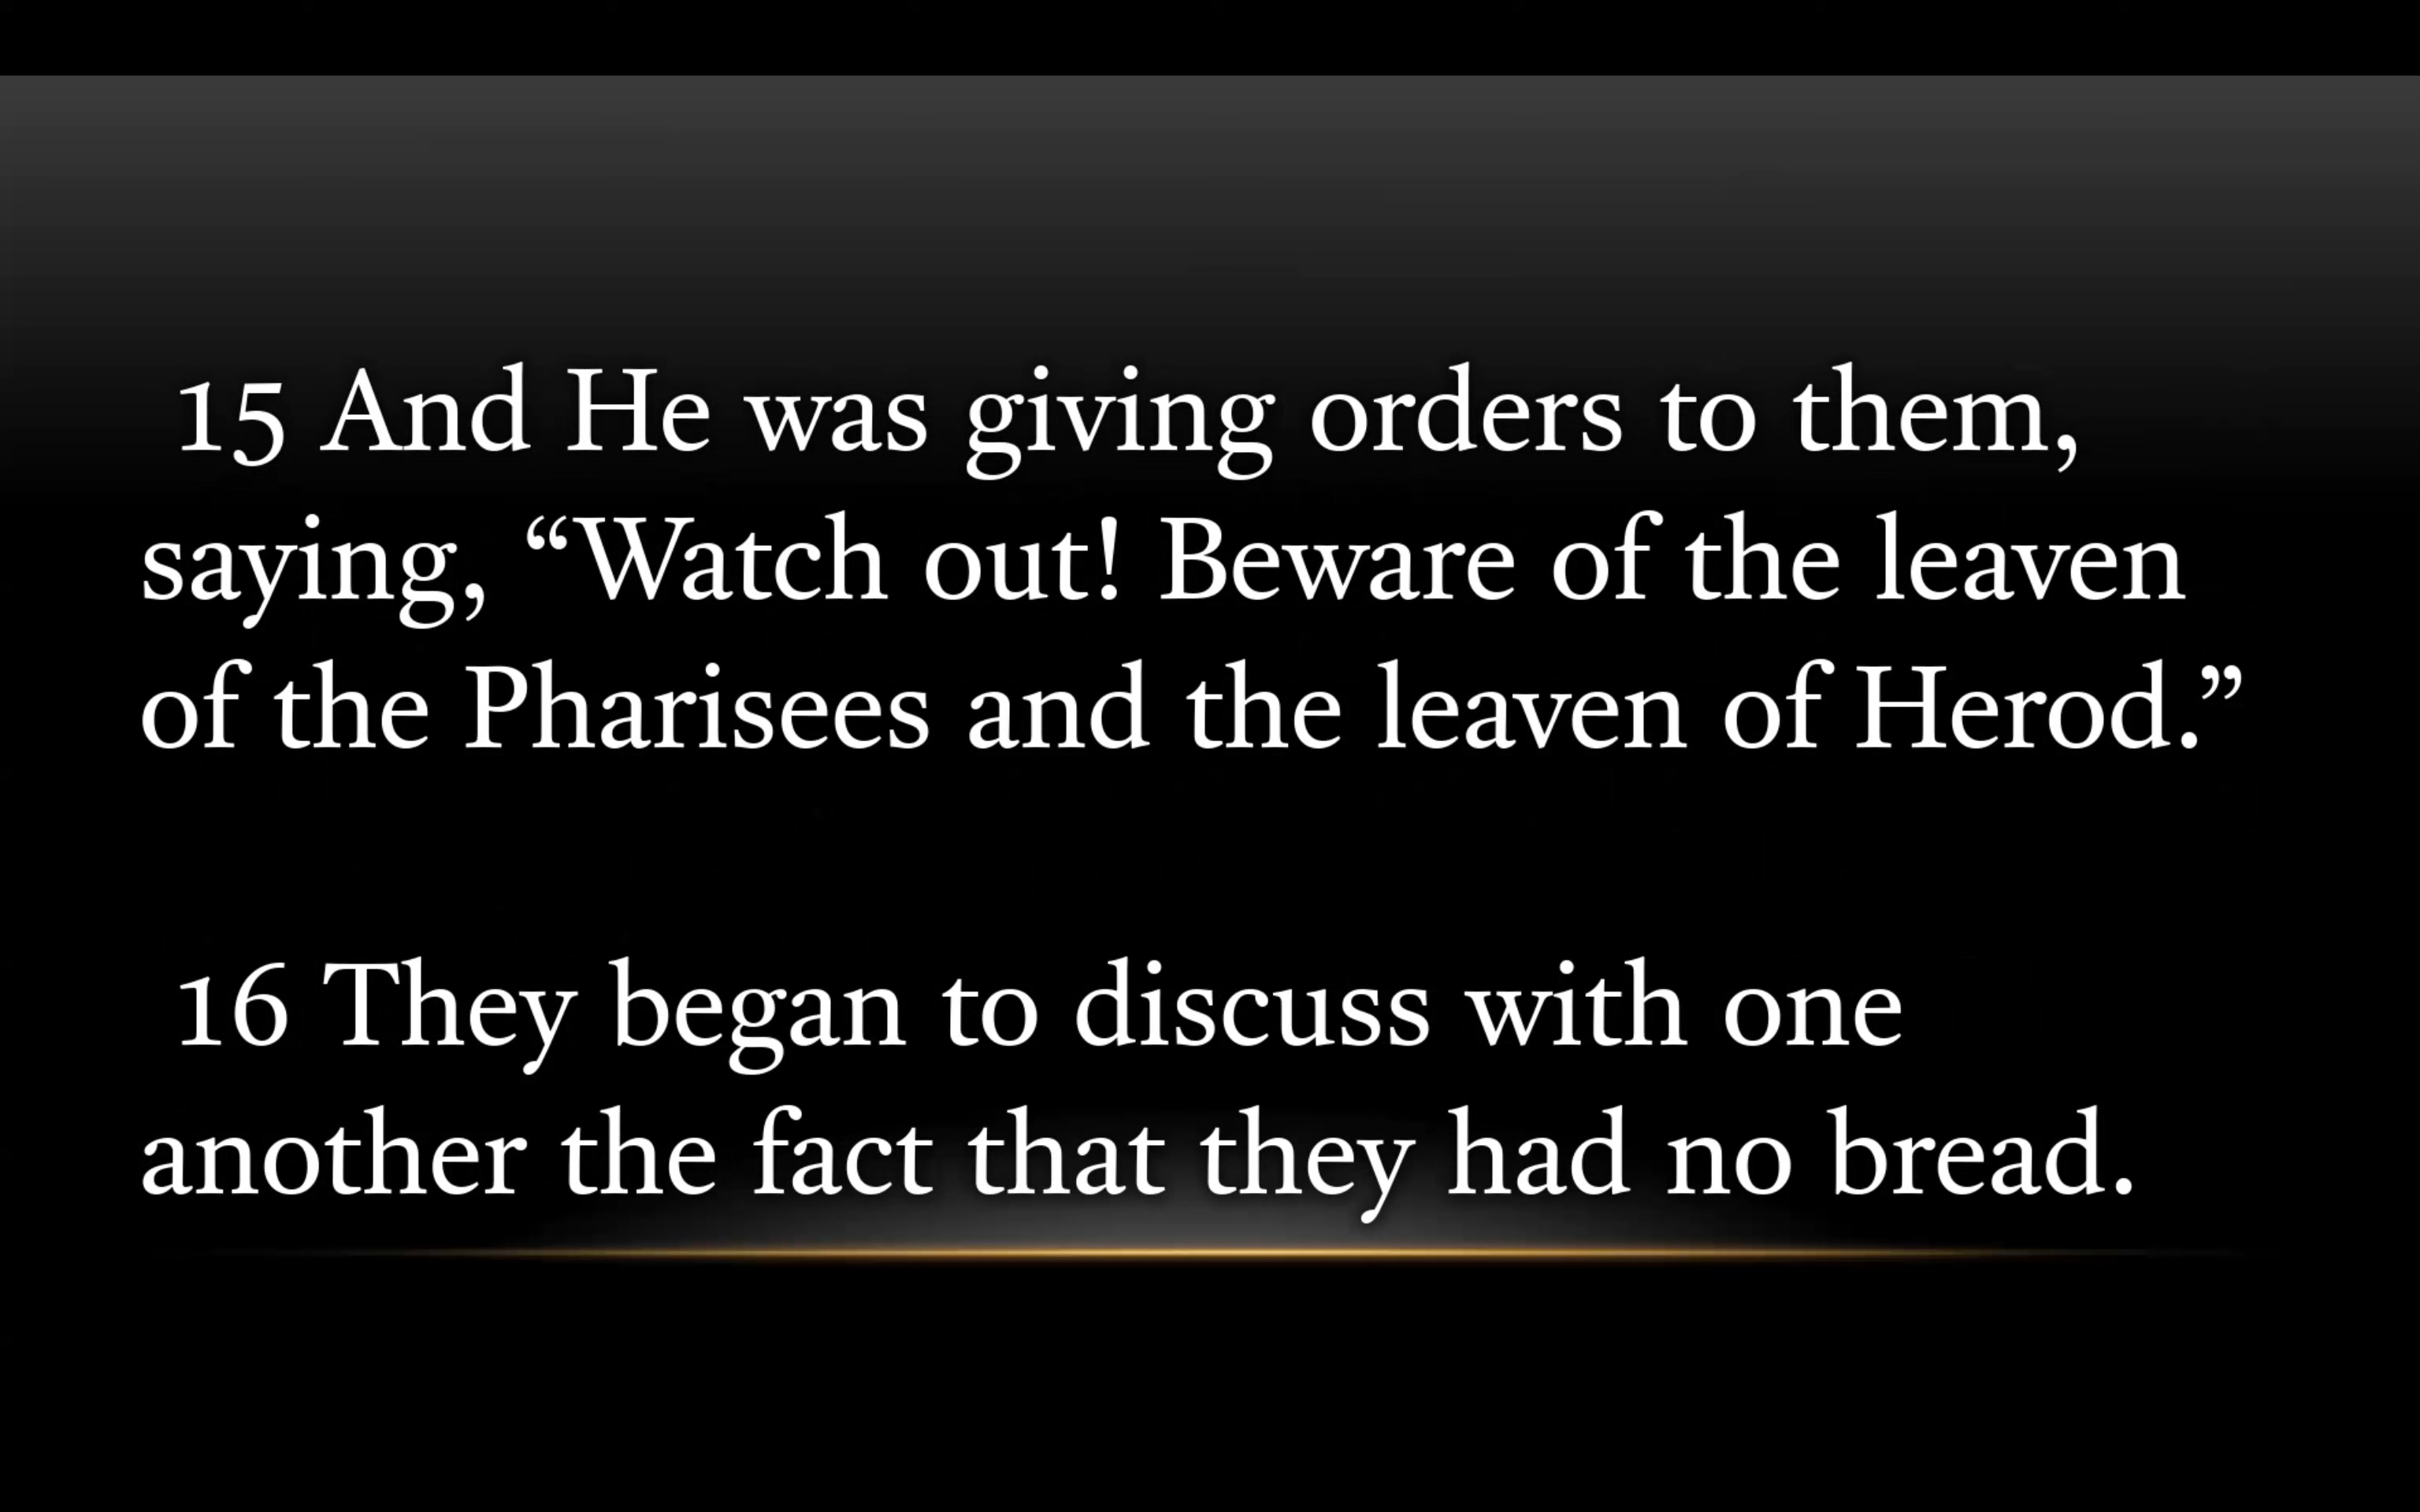 15 And He was giving orders to them,
saying, “Watch out! Beware of the leaven
of the Pharisees and the leaven of Herod.”
16 They began to discuss with one
another the fact that they had no bread.